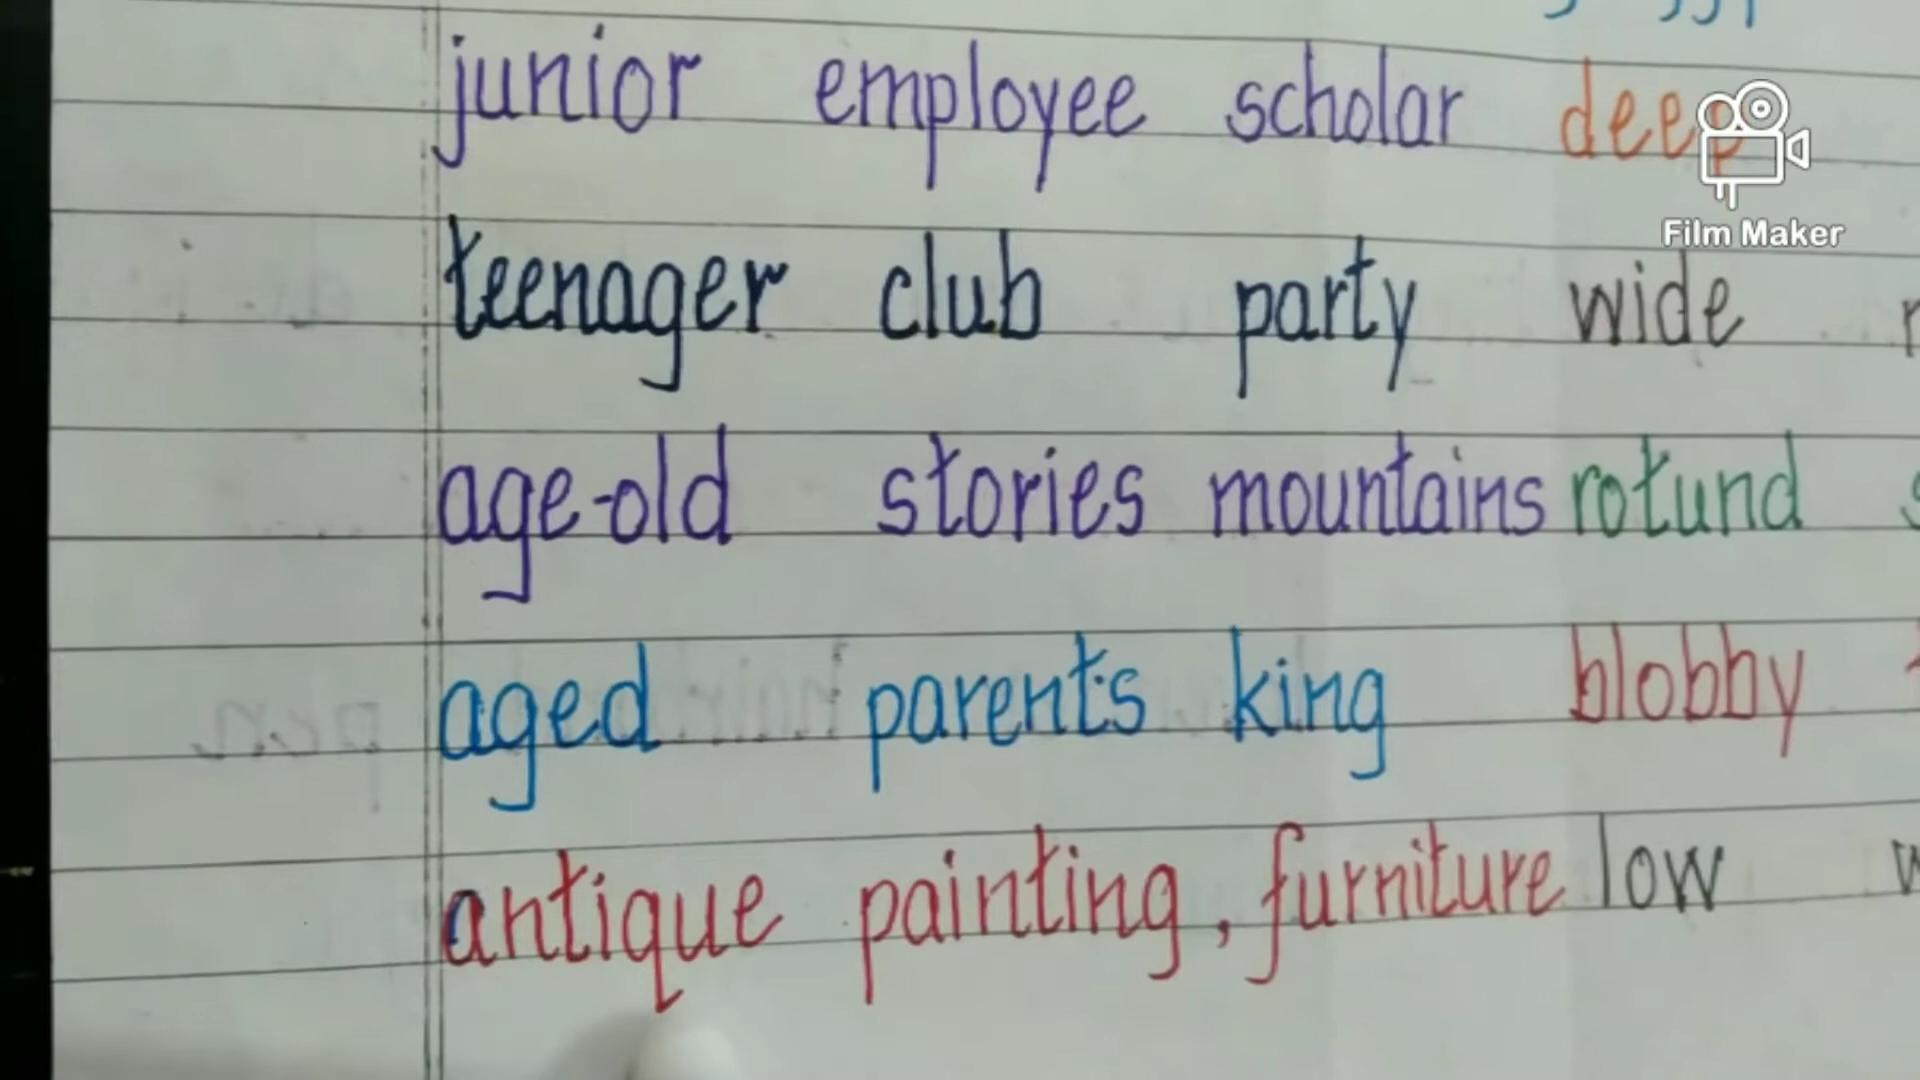 junior employee scholar deep
Film Maker
teenager club party wide
age-old stories mountains rotund
aged parents king blobby
antique painting, furniture low